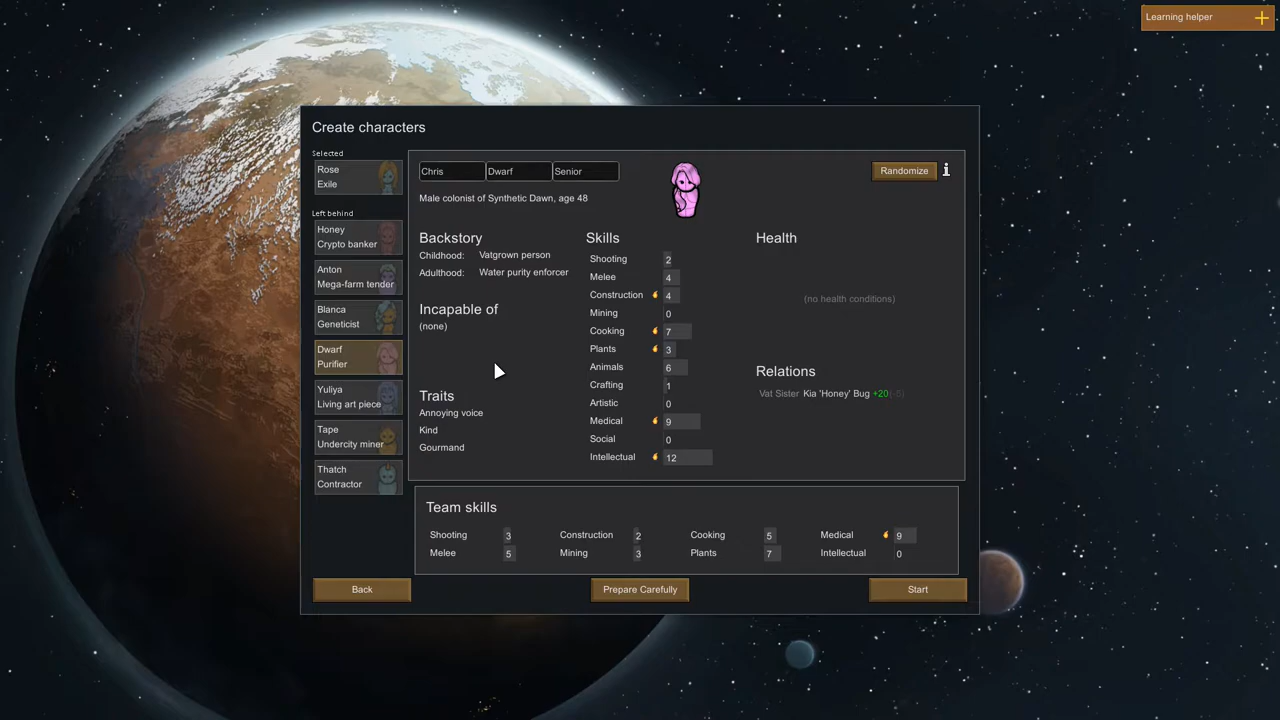 Learning helper
Create characters
Selected
Rose
Exile
Left behind
Honey
Crypto banker
Anton
Mega-farm tender
Blanca
Geneticist
Dwarf
Purifier
Yuliya
Living art piece
Tape
Undercity miner
Thatch
Contractor
Chris
Dwarf
Senior
Randomize
Male colonist of Synthetic Dawn, age 48
Backstory
Childhood: Vatgrown person
Adulthood: Water purity enforcer
Incapable of
(none)
Traits
Annoying voice
Kind
Gourmand
Skills
Shooting 2
Melee 4
Construction 4
Mining 0
Cooking 7
Plants 3
Animals 6
Crafting 1
Artistic 0
Medical 9
Social 0
Intellectual 12
Health
(no health conditions)
Relations
Vat Sister Kia 'Honey' Bug +20 (-5)
Team skills
Shooting 3 Construction 2 Cooking 5 Medical 9
Melee 5 Mining 3 Plants 7 Intellectual 0
Back
Prepare Carefully
Start